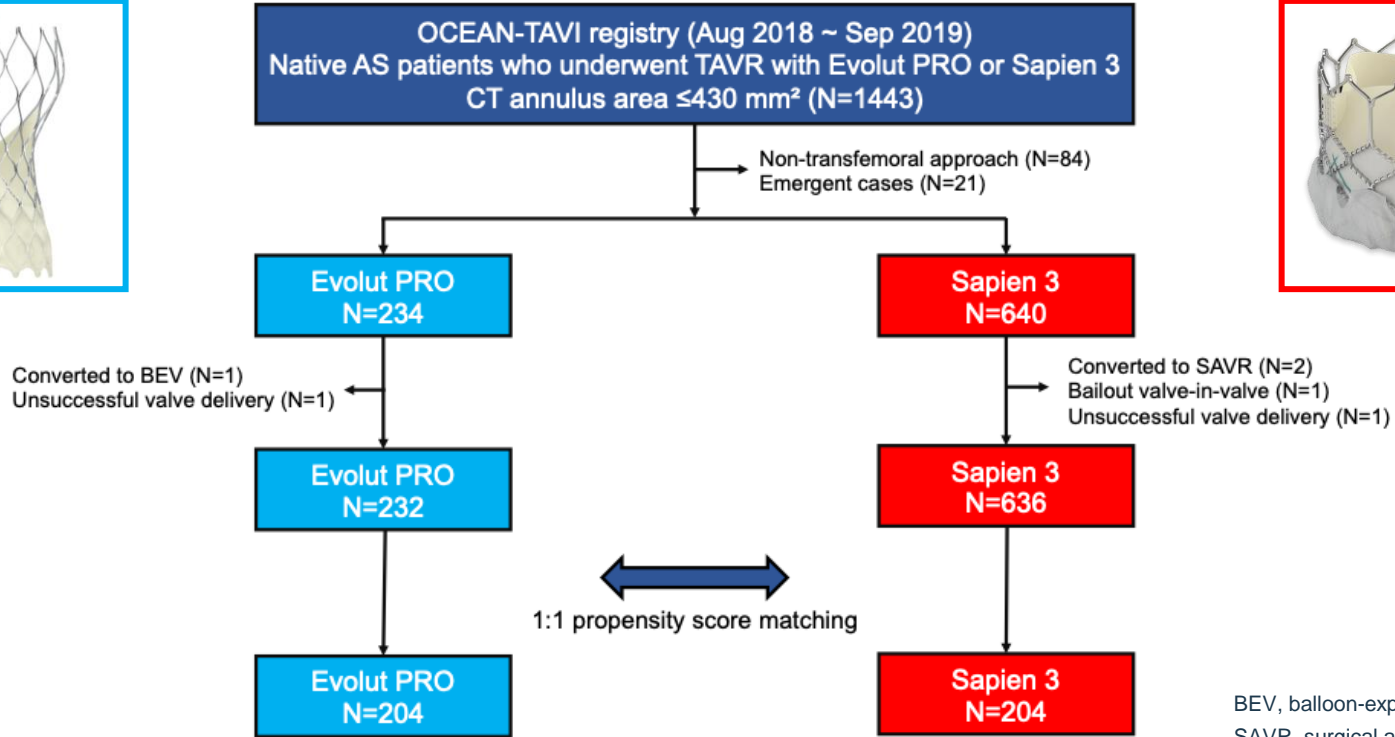 OCEAN-TAVI registry (Aug 2018 ~ Sep 2019)
Native AS patients who underwent TAVR with Evolut PRO or Sapien 3
CT annulus area ≤430 mm² (N=1443)
Non-transfemoral approach (N=84)
Emergent cases (N=21)
Evolut PRO
N=234
Sapien 3
N=640
Converted to BEV (N=1)
Unsuccessful valve delivery (N=1)
Converted to SAVR (N=2)
Bailout valve-in-valve (N=1)
Unsuccessful valve delivery (N=1)
Evolut PRO
N=232
Sapien 3
N=636
1:1 propensity score matching
Evolut PRO
N=204
Sapien 3
N=204
BEV, balloon-exp
SAVR, surgical a